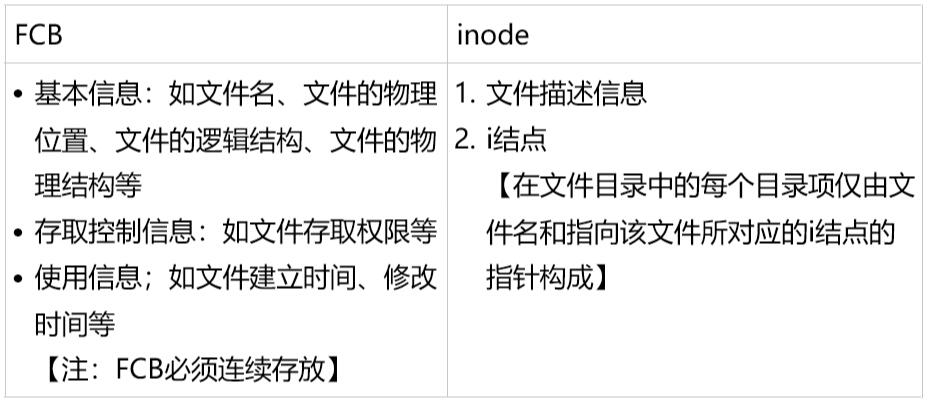 FCB
inode
• 基本信息：如文件名、文件的物理
位置、文件的逻辑结构、文件的物
理结构等
• 存取控制信息：如文件存取权限等
• 使用信息；如文件建立时间、修改
时间等
【注：FCB必须连续存放】
1. 文件描述信息
2. i结点
【在文件目录中的每个目录项仅由文
件名和指向该文件所对应的i结点的
指针构成】